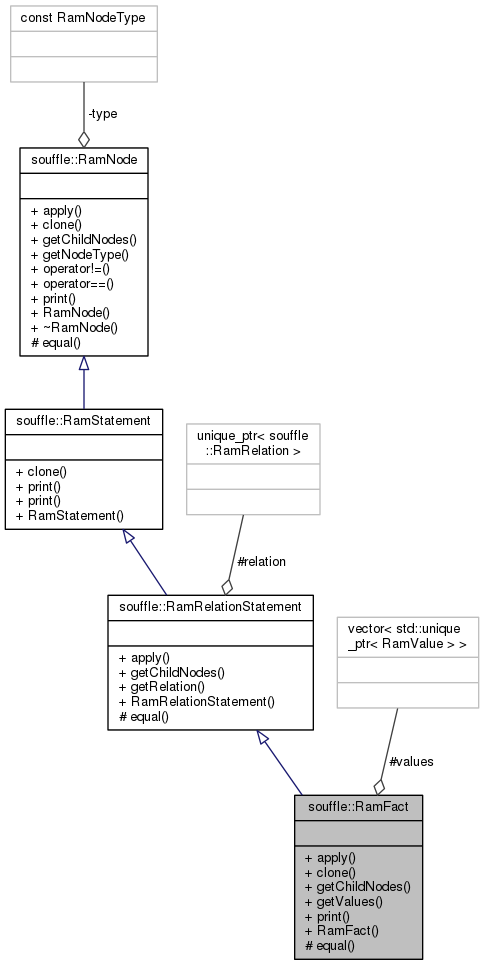 const RamNodeType
-type
souffle::RamNode
+ apply()
+ clone()
+ getChildNodes()
+ getNodeType()
+ operator!=()
+ operator==()
+ print()
+ RamNode()
+ ~RamNode()
# equal()
souffle::RamStatement
+ clone()
+ print()
+ print()
+ RamStatement()
unique_ptr< souffle
::RamRelation >
#relation
souffle::RamRelationStatement
+ apply()
+ getChildNodes()
+ getRelation()
+ RamRelationStatement()
# equal()
vector< std::unique
_ptr< RamValue > >
#values
souffle::RamFact
+ apply()
+ clone()
+ getChildNodes()
+ getValues()
+ print()
+ RamFact()
# equal()